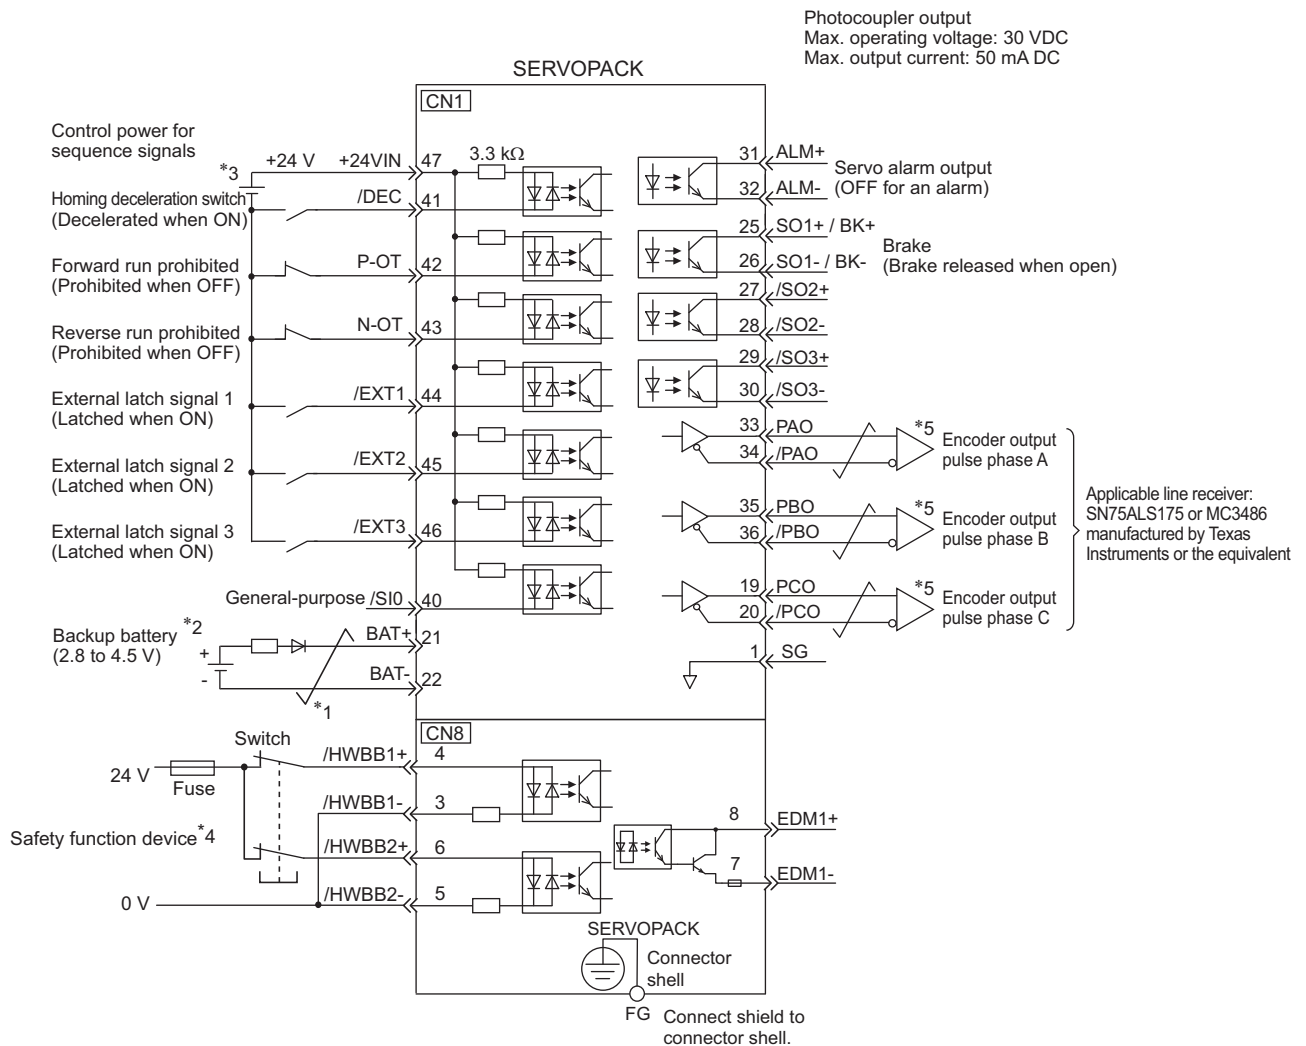 Photocoupler output
Max. operating voltage: 30 VDC
Max. output current: 50 mA DC
SERVOPACK
CN1
Control power for
sequence signals
*3
+24 V
+24VIN
47
3.3 kΩ
Homing deceleration switch
(Decelerated when ON)
/DEC
41
Forward run prohibited
(Prohibited when OFF)
P-OT
42
Reverse run prohibited
(Prohibited when OFF)
N-OT
43
External latch signal 1
(Latched when ON)
/EXT1
44
External latch signal 2
(Latched when ON)
/EXT2
45
External latch signal 3
(Latched when ON)
/EXT3
46
General-purpose /SI0
40
Backup battery *2
(2.8 to 4.5 V)
+
-
BAT+
21
BAT-
22
*1
31
ALM+
32
ALM-
Servo alarm output
(OFF for an alarm)
25
SO1+ / BK+
26
SO1- / BK-
Brake
(Brake released when open)
27
/SO2+
28
/SO2-
29
/SO3+
30
/SO3-
33
PAO
34
/PAO
*5
Encoder output
pulse phase A
35
PBO
36
/PBO
*5
Encoder output
pulse phase B
19
PCO
20
/PCO
*5
Encoder output
pulse phase C
Applicable line receiver:
SN75ALS175 or MC3486
manufactured by Texas
Instruments or the equivalent
1
SG
CN8
Switch
24 V
Fuse
/HWBB1+
4
/HWBB1-
3
Safety function device *4
/HWBB2+
6
0 V
/HWBB2-
5
8
EDM1+
7
EDM1-
SERVOPACK
Connector
shell
FG
Connect shield to
connector shell.